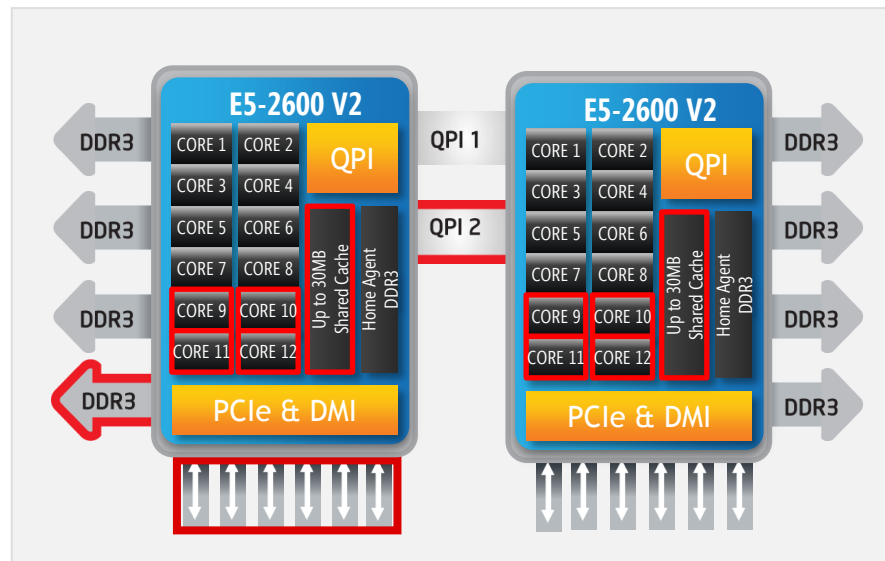 E5-2600 V2
CORE 1
CORE 2
CORE 3
CORE 4
CORE 5
CORE 6
CORE 7
CORE 8
CORE 9
CORE 10
CORE 11
CORE 12
QPI
Up to 30MB
Shared Cache
Home Agent
DDR3
PCIe & DMI
DDR3
DDR3
DDR3
DDR3
QPI 1
QPI 2
E5-2600 V2
CORE 1
CORE 2
CORE 3
CORE 4
CORE 5
CORE 6
CORE 7
CORE 8
CORE 9
CORE 10
CORE 11
CORE 12
QPI
Up to 30MB
Shared Cache
Home Agent
DDR3
PCIe & DMI
DDR3
DDR3
DDR3
DDR3